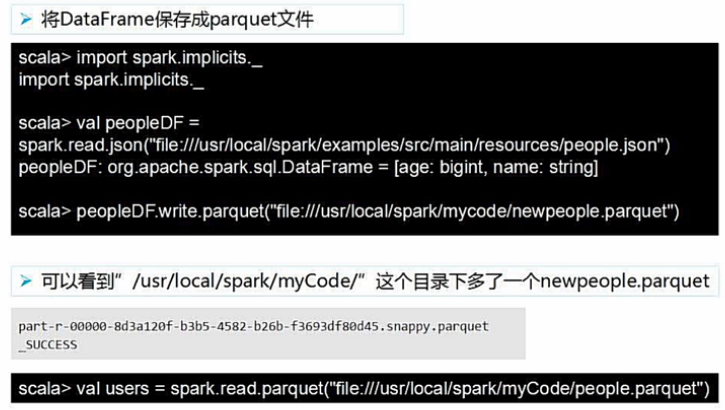 ➢ 将DataFrame保存成parquet文件
scala> import spark.implicits._
import spark.implicits._
scala> val peopleDF =
spark.read.json("file:///usr/local/spark/examples/src/main/resources/people.json")
peopleDF: org.apache.spark.sql.DataFrame = [age: bigint, name: string]
scala> peopleDF.write.parquet("file:///usr/local/spark/mycode/newpeople.parquet")
➢ 可以看到”/usr/local/spark/myCode/”这个目录下多了一个newpeople.parquet
part-r-00000-8d3a120f-b3b5-4582-b26b-f3693df80d45.snappy.parquet
_SUCCESS
scala> val users = spark.read.parquet("file:///usr/local/spark/myCode/people.parquet")